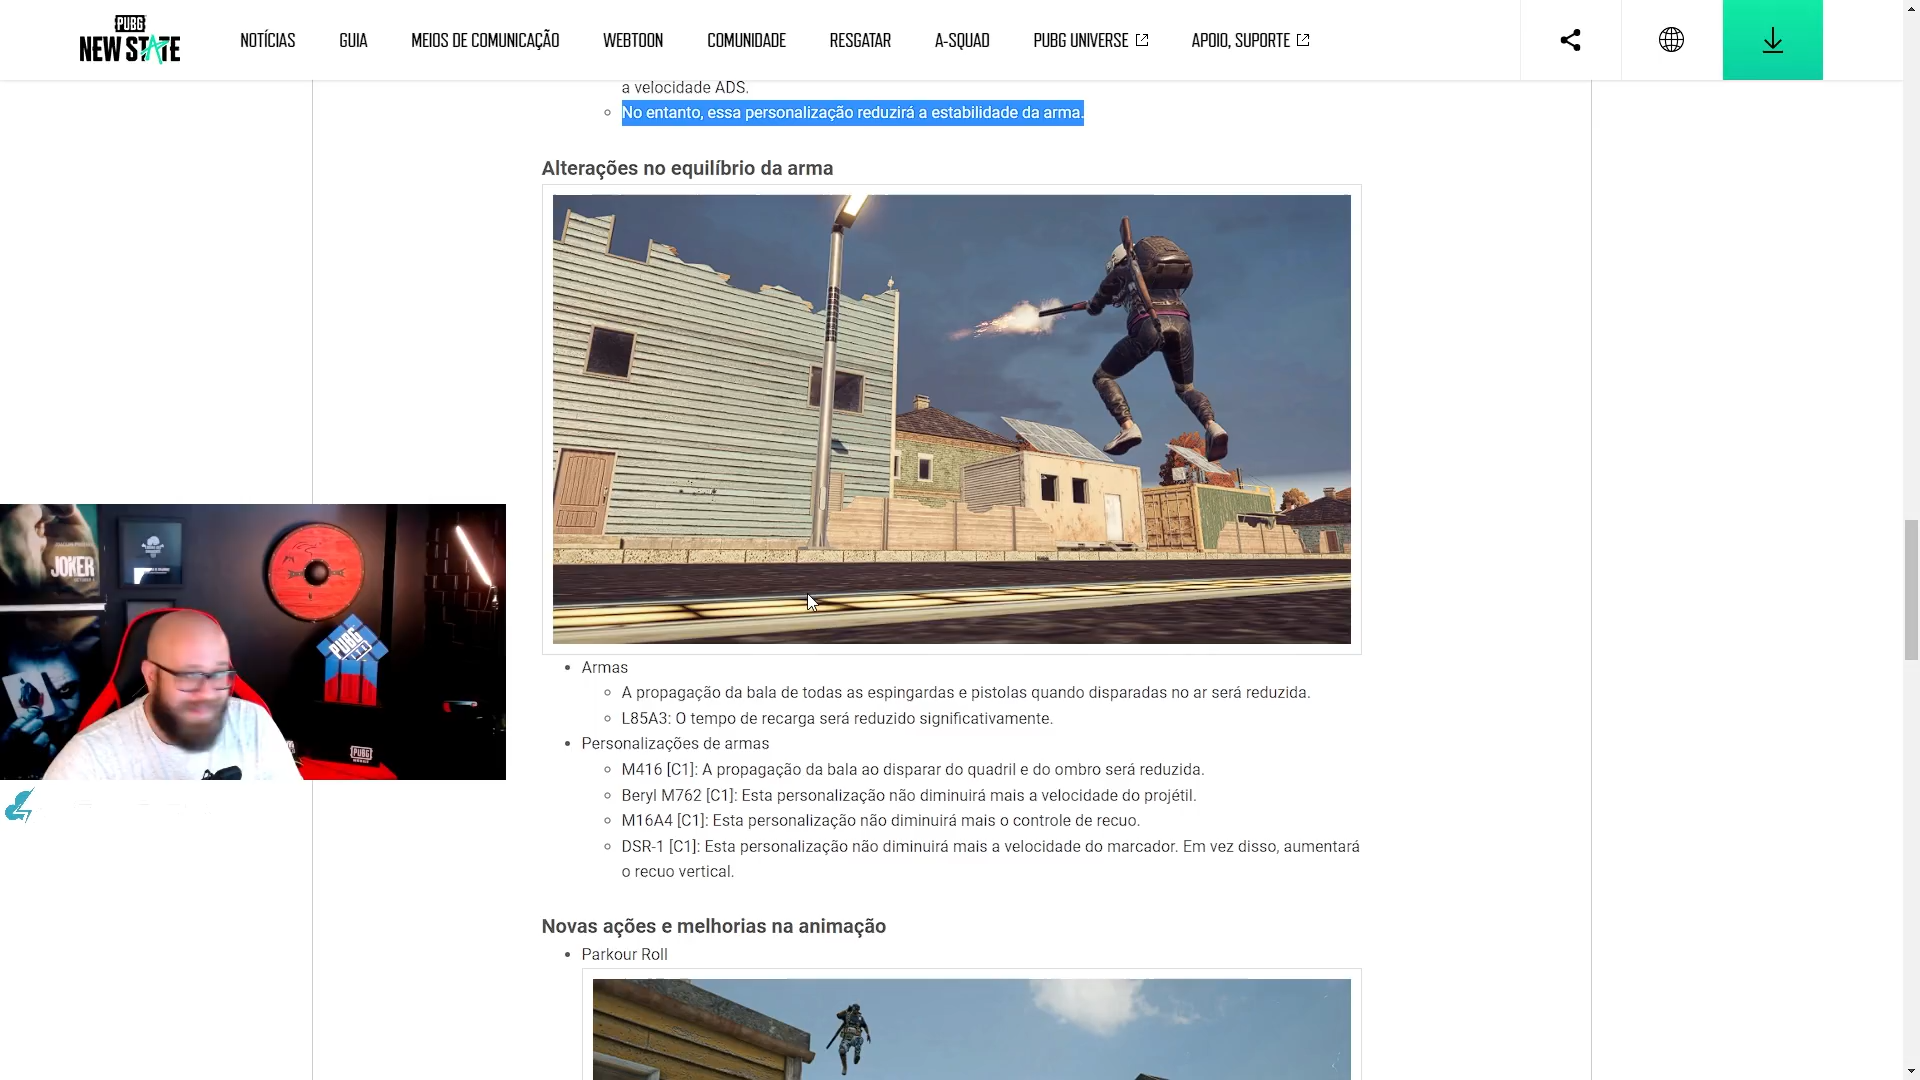 PUBG
NEW STATE
NOTÍCIAS
GUIA
MEIOS DE COMUNICAÇÃO
WEBTOON
COMUNIDADE
RESGATAR
A-SQUAD
PUBG UNIVERSE
APOIO, SUPORTE
a velocidade ADS.
No entanto, essa personalização reduzirá a estabilidade da arma.
Alterações no equilíbrio da arma
JOKER
PUBG
PUBG
Armas
A propagação da bala de todas as espingardas e pistolas quando disparadas no ar será reduzida.
L85A3: O tempo de recarga será reduzido significativamente.
Personalizações de armas
M416 [C1]: A propagação da bala ao disparar do quadril e do ombro será reduzida.
Beryl M762 [C1]: Esta personalização não diminuirá mais a velocidade do projétil.
M16A4 [C1]: Esta personalização não diminuirá mais o controle de recuo.
DSR-1 [C1]: Esta personalização não diminuirá mais a velocidade do marcador. Em vez disso, aumentará
o recuo vertical.
Novas ações e melhorias na animação
Parkour Roll